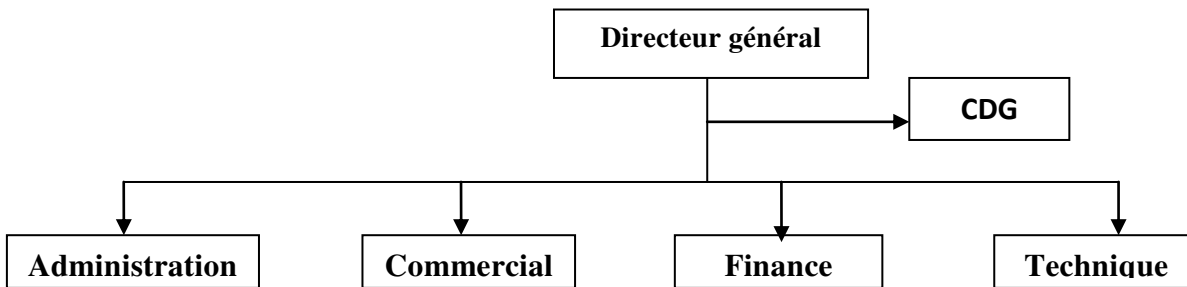 Directeur général
CDG
Administration
Commercial
Finance
Technique